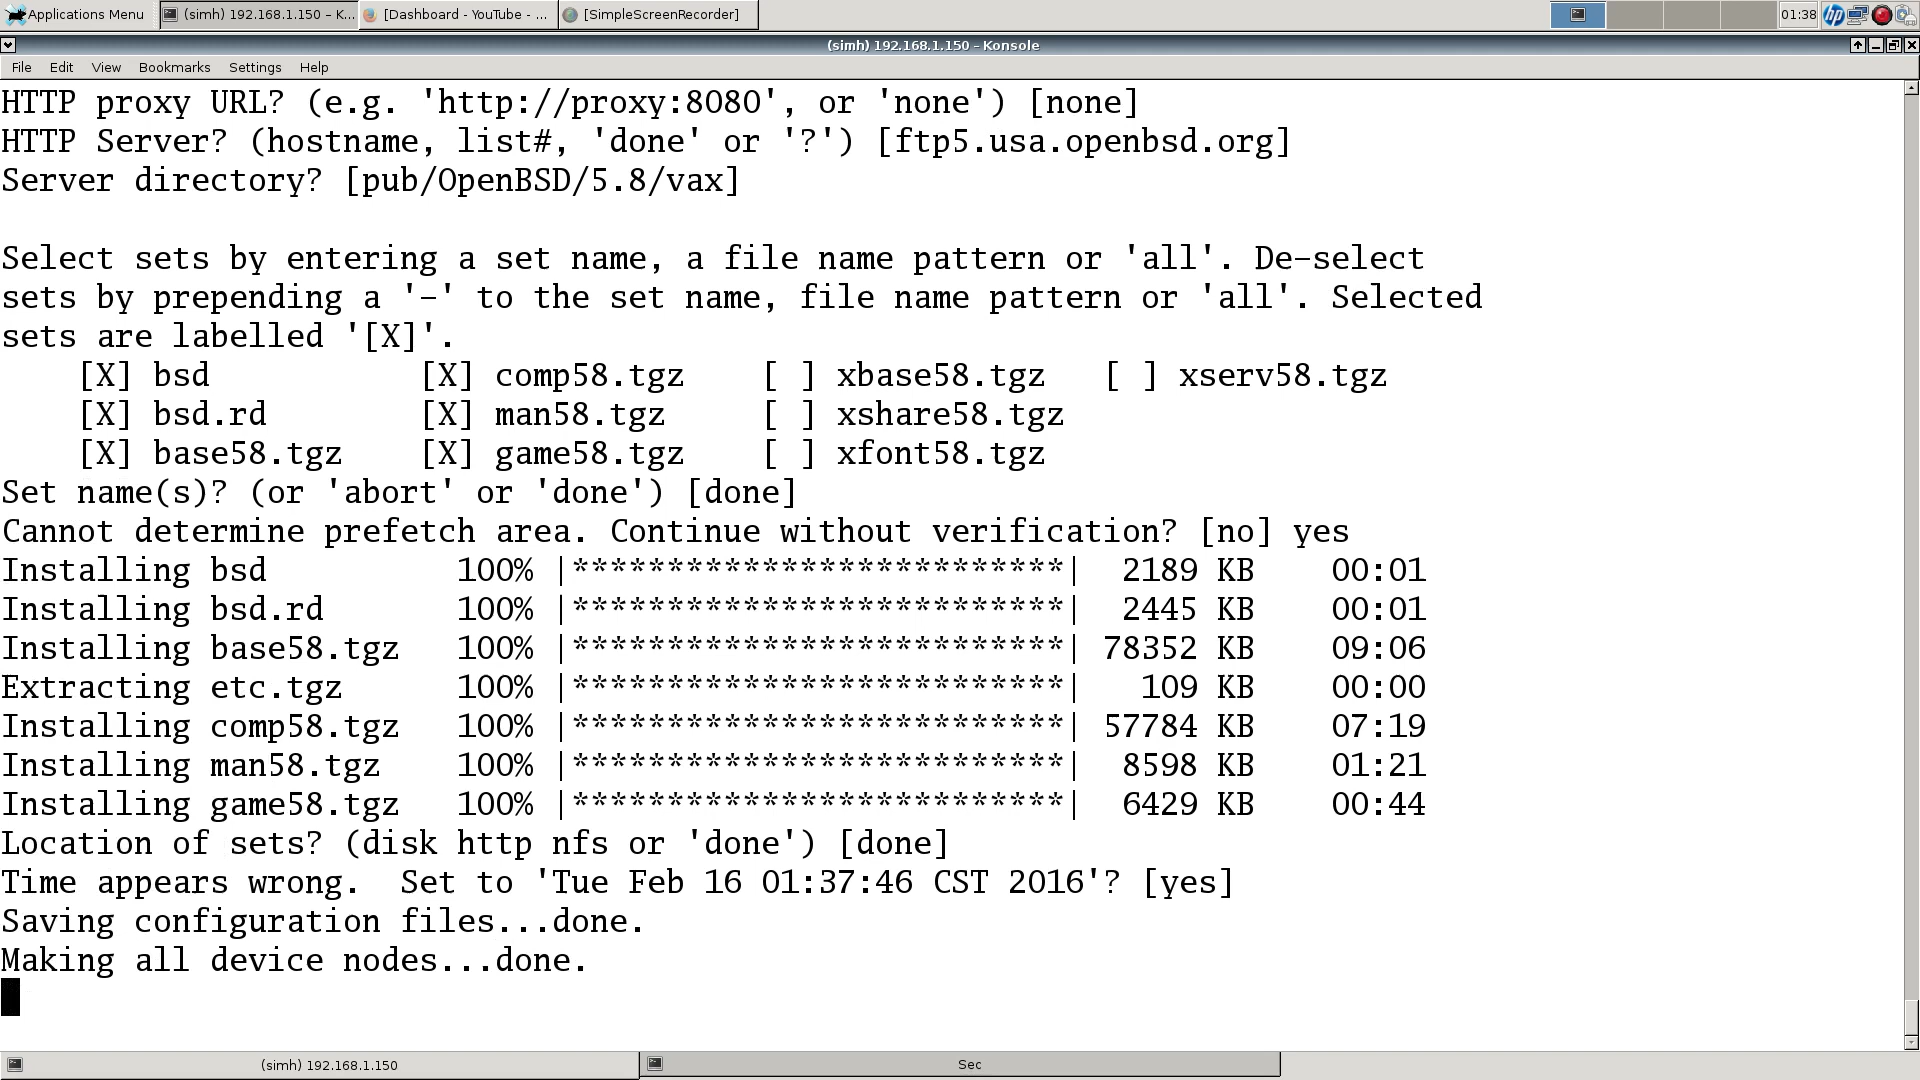 Applications Menu (simh) 192.168.1.150 – K... [Dashboard - YouTube - ... [SimpleScreenRecorder] 01:38
(simh) 192.168.1.150 – Konsole
File Edit View Bookmarks Settings Help
HTTP proxy URL? (e.g. 'http://proxy:8080', or 'none') [none]
HTTP Server? (hostname, list#, 'done' or '?') [ftp5.usa.openbsd.org]
Server directory? [pub/OpenBSD/5.8/vax]
Select sets by entering a set name, a file name pattern or 'all'. De-select
sets by prepending a '-' to the set name, file name pattern or 'all'. Selected
sets are labelled '[X]'.
[X] bsd [X] comp58.tgz [ ] xbase58.tgz [ ] xserv58.tgz
[X] bsd.rd [X] man58.tgz [ ] xshare58.tgz
[X] base58.tgz [X] game58.tgz [ ] xfont58.tgz
Set name(s)? (or 'abort' or 'done') [done]
Cannot determine prefetch area. Continue without verification? [no] yes
Installing bsd 100% |**************************| 2189 KB 00:01
Installing bsd.rd 100% |**************************| 2445 KB 00:01
Installing base58.tgz 100% |**************************| 78352 KB 09:06
Extracting etc.tgz 100% |**************************| 109 KB 00:00
Installing comp58.tgz 100% |**************************| 57784 KB 07:19
Installing man58.tgz 100% |**************************| 8598 KB 01:21
Installing game58.tgz 100% |**************************| 6429 KB 00:44
Location of sets? (disk http nfs or 'done') [done]
Time appears wrong. Set to 'Tue Feb 16 01:37:46 CST 2016'? [yes]
Saving configuration files...done.
Making all device nodes...done.
(simh) 192.168.1.150 Sec